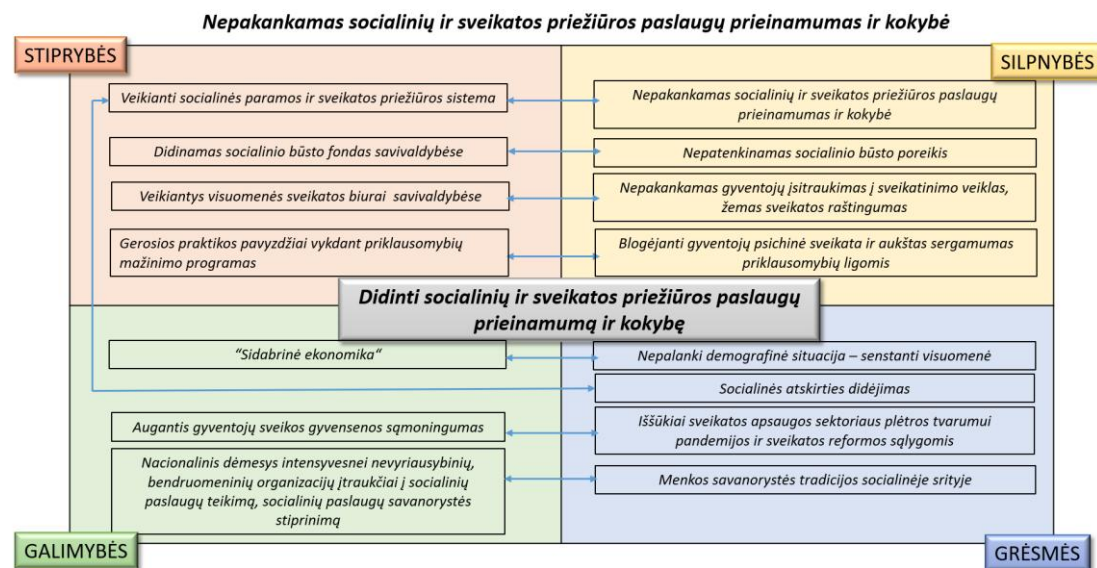 Nepakankamas socialinių ir sveikatos priežiūros paslaugų prieinamumas ir kokybė
STIPRYBĖS
SILPNYBĖS
Veikianti socialinės paramos ir sveikatos priežiūros sistema
Nepakankamas socialinių ir sveikatos priežiūros paslaugų
prieinamumas ir kokybė
Didinamas socialinio būsto fondas savivaldybėse
Nepatenkinamas socialinio būsto poreikis
Veikiantys visuomenės sveikatos biurai savivaldybėse
Nepakankamas gyventojų įsitraukimas į sveikatinimo veiklas,
žemas sveikatos raštingumas
Gerosios praktikos pavyzdžiai vykdant priklausomybių
mažinimo programas
Blogėjanti gyventojų psichinė sveikata ir aukštas sergamumas
priklausomybių ligomis
Didinti socialinių ir sveikatos priežiūros paslaugų
prieinamumą ir kokybę
"Sidabrinė ekonomika"
Nepalanki demografinė situacija – senstanti visuomenė
Socialinės atskirties didėjimas
Augantis gyventojų sveikos gyvensenos sąmoningumas
Iššūkiai sveikatos apsaugos sektoriaus plėtros tvarumui
pandemijos ir sveikatos reformos sąlygomis
Nacionalinis dėmesys intensyvesnei nevyriausybinių,
bendruomeninių organizacijų įtraukčiai į socialinių
paslaugų teikimą, socialinių paslaugų savanorystės
stiprinimą
Menkos savanorystės tradicijos socialinėje srityje
GALIMYBĖS
GRĖSMĖS